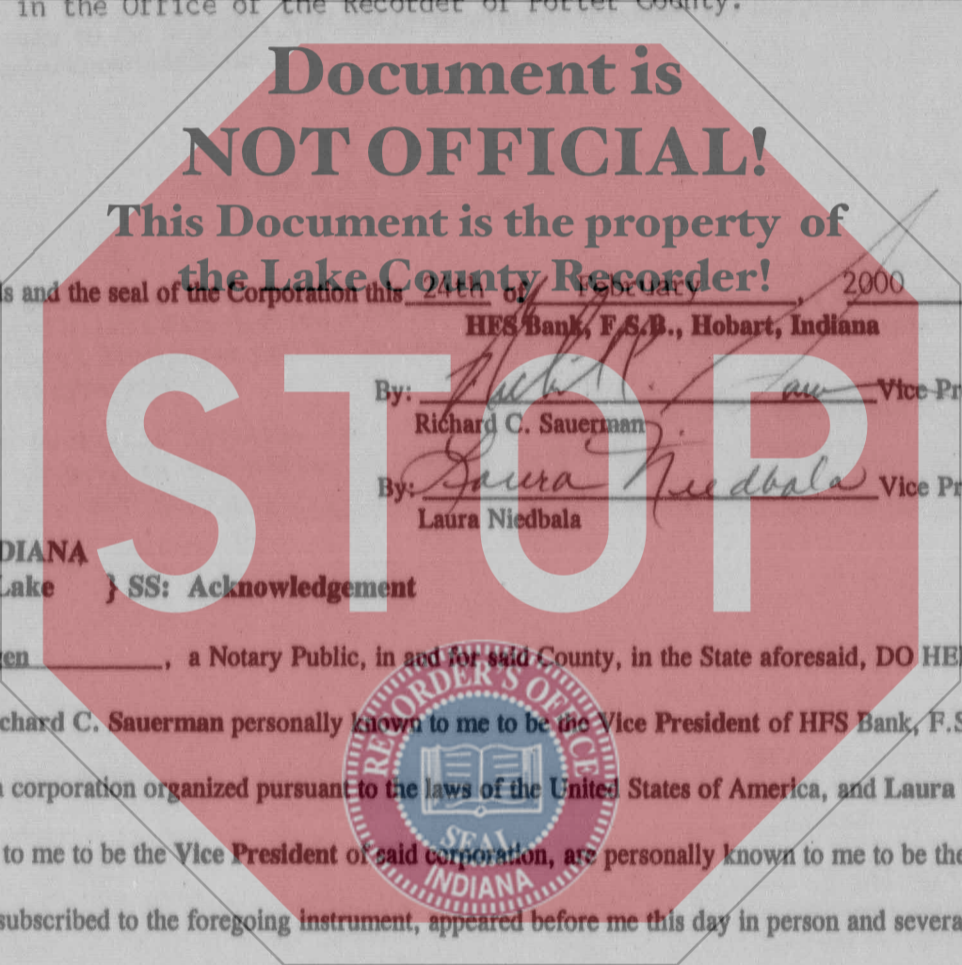 in the Office of the Recorder of Porter County.
Document is
NOT OFFICIAL!
This Document is the property of
the Lake County Recorder!
ls and the seal of the Corporation this 24th of February, 2000
HFS Bank, F.S.B., Hobart, Indiana
By: Vice Pr
Richard C. Sauerman
By: Laura Niedbala Vice Pr
Laura Niedbala
STOP
DIANA
Lake } SS: Acknowledgement
gen, a Notary Public, in and for said County, in the State aforesaid, DO HE
chard C. Sauerman personally known to me to be the Vice President of HFS Bank, F.S
a corporation organized pursuant to the laws of the United States of America, and Laura
to me to be the Vice President of said corporation, are personally known to me to be the
subscribed to the foregoing instrument, appeared before me this day in person and severa
RECORDER'S OFFICE
SEAL
INDIANA